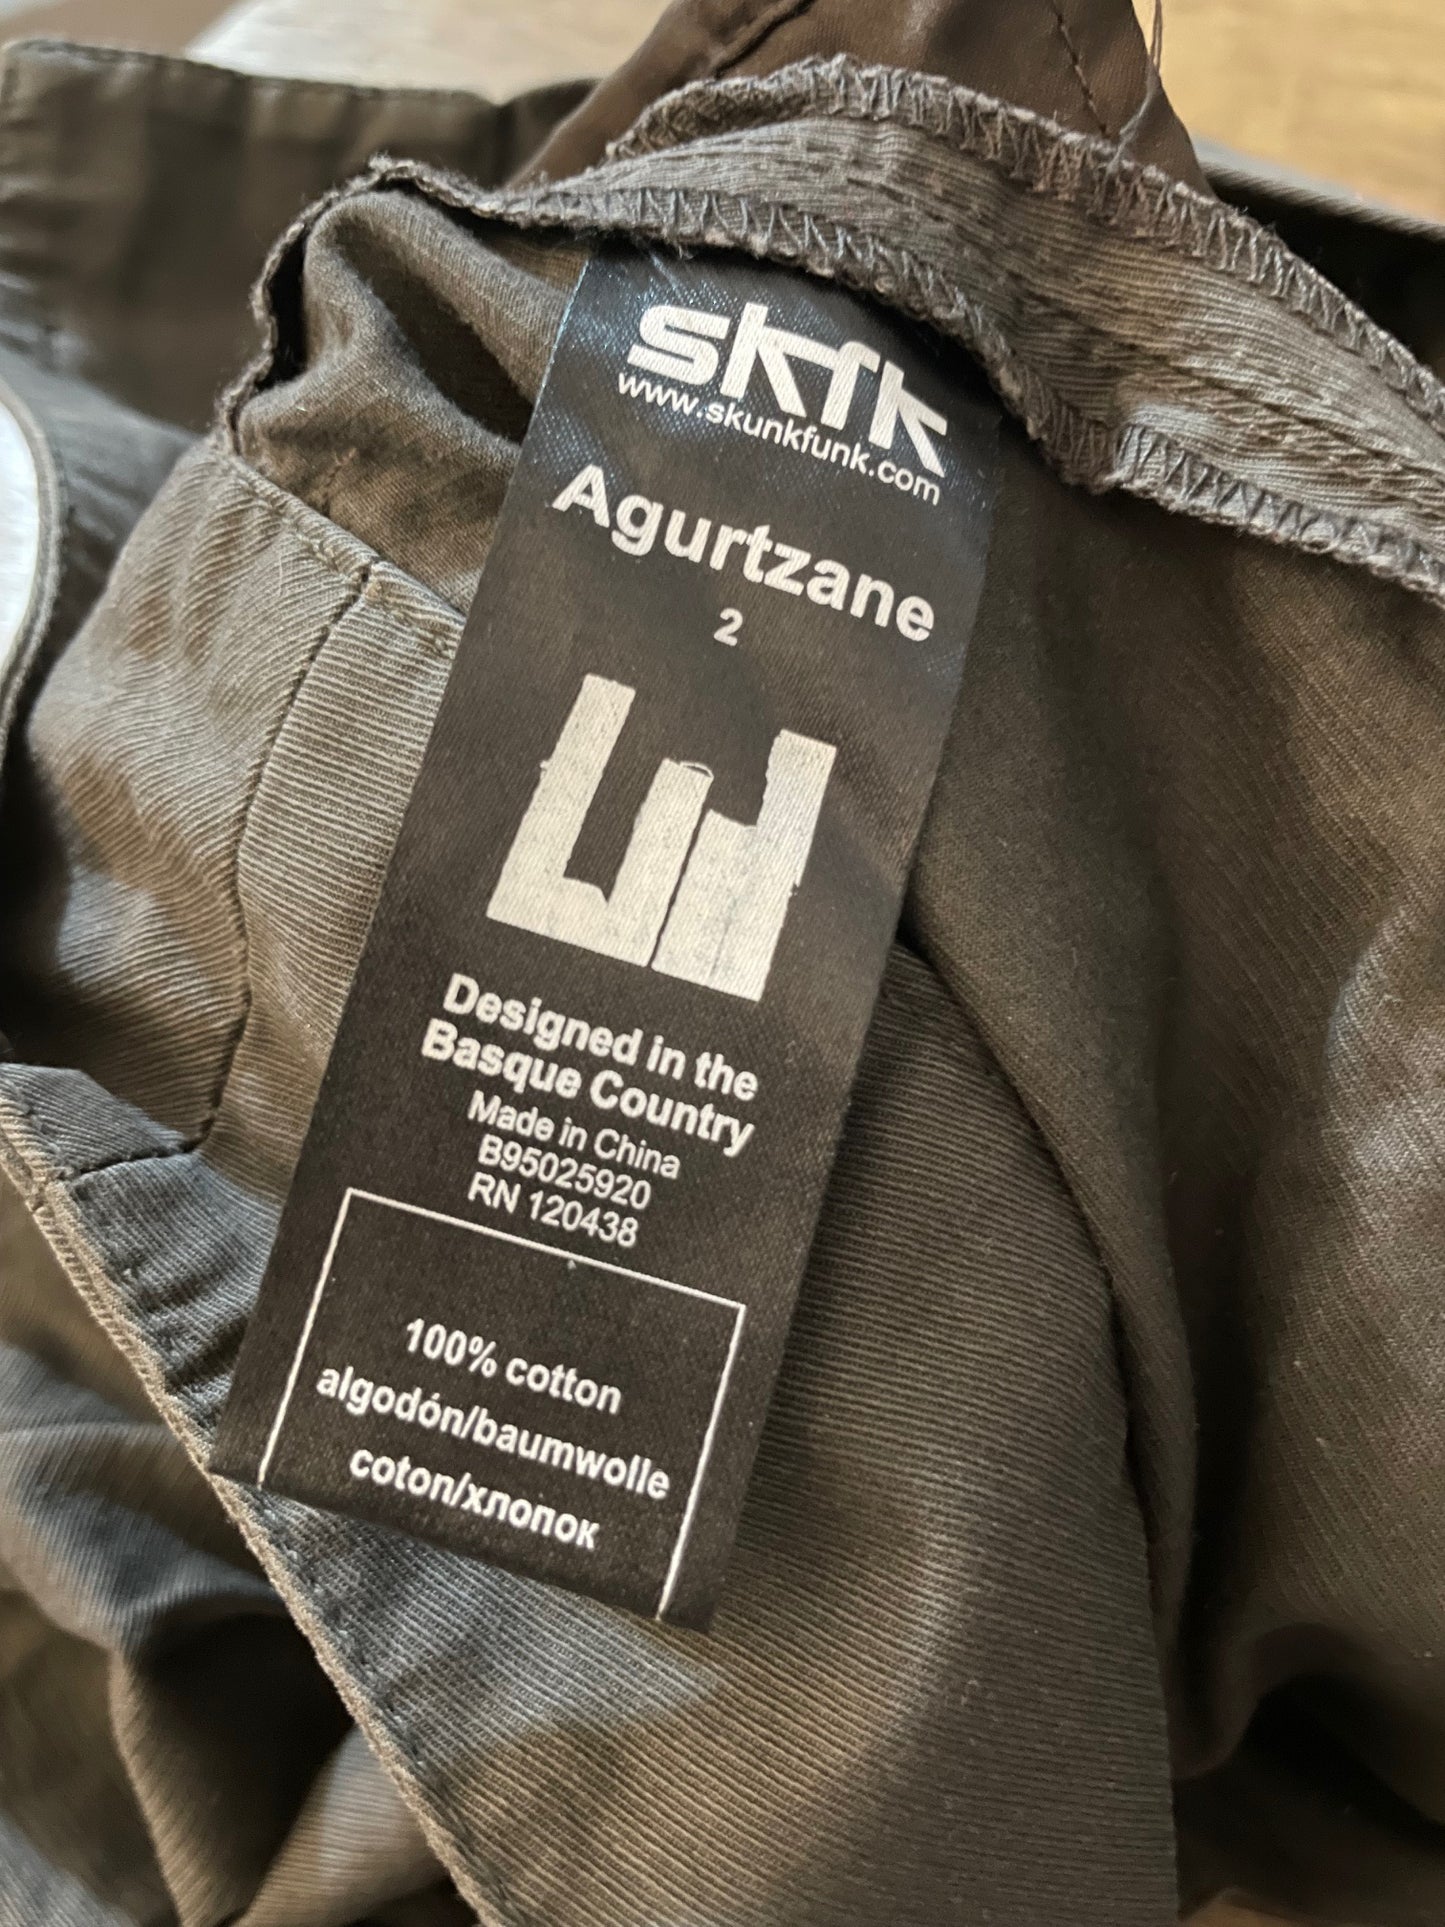 skfk
www.skunkfunk.com
Agurtzane
2
Designed in the
Basque Country
Made in China
B95025920
RN 120438
100% cotton
algodón/baumwolle
coton/хлопок